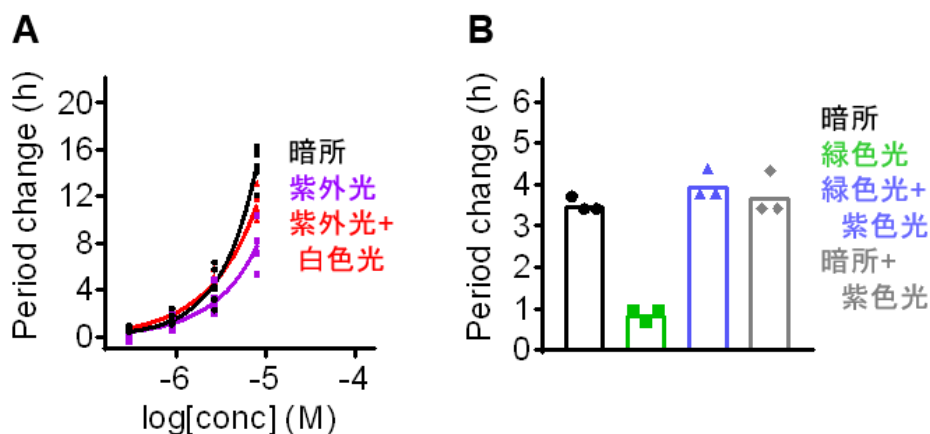 A
Period change (h)
20
16
12
8
4
0
-6
-5
-4
log[conc] (M)
暗所
紫外光
紫外光+
白色光
B
Period change (h)
6
5
4
3
2
1
0
暗所
緑色光
緑色光+
紫色光
暗所+
紫色光